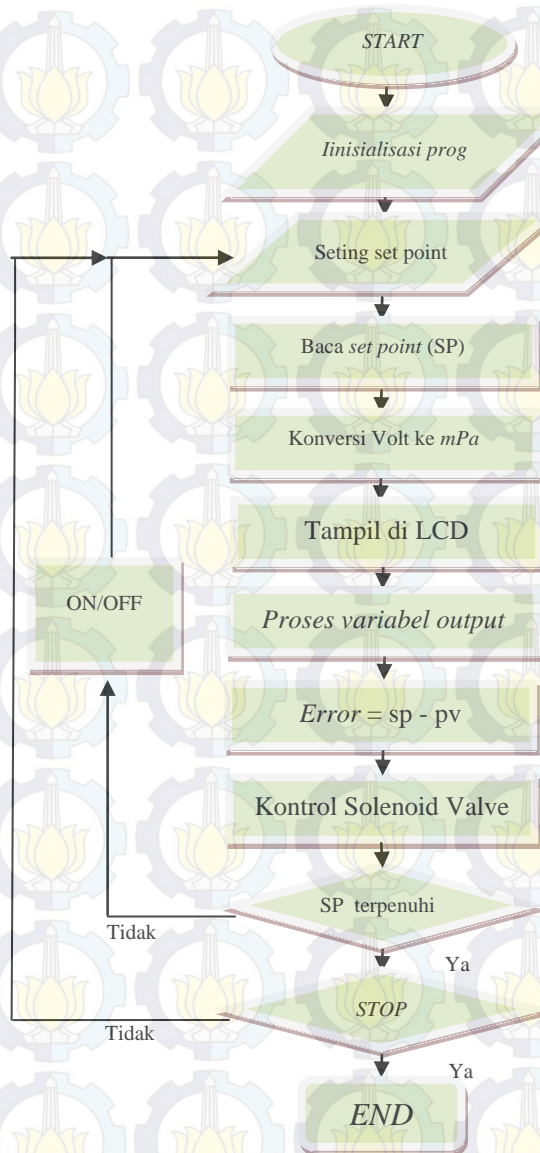 START
Iinisialisasi prog
Seting set point
Baca set point (SP)
Konversi Volt ke mPa
Tampil di LCD
ON/OFF
Proses variabel output
Error = sp - pv
Kontrol Solenoid Valve
SP terpenuhi
Tidak
Ya
STOP
Tidak
Ya
END